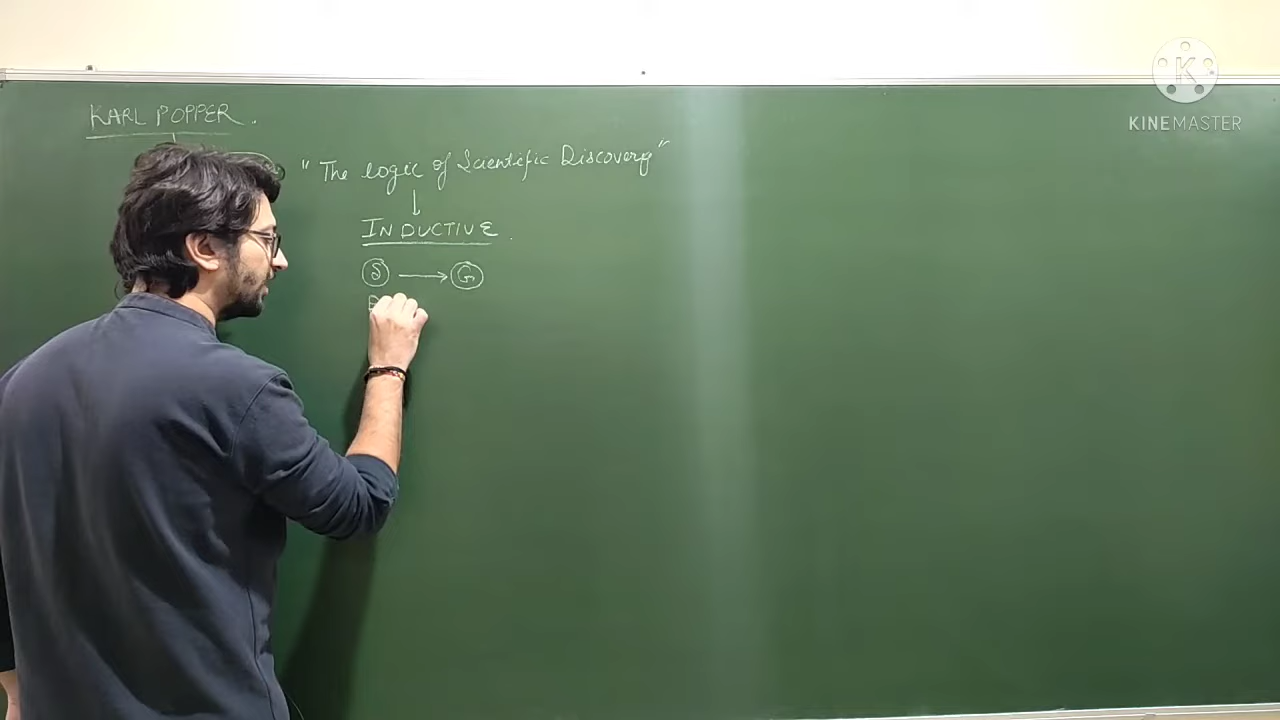 KARL POPPER.
"The logic of Scientific Discovery"
INDUCTIVE.
S → G
K
KINEMASTER